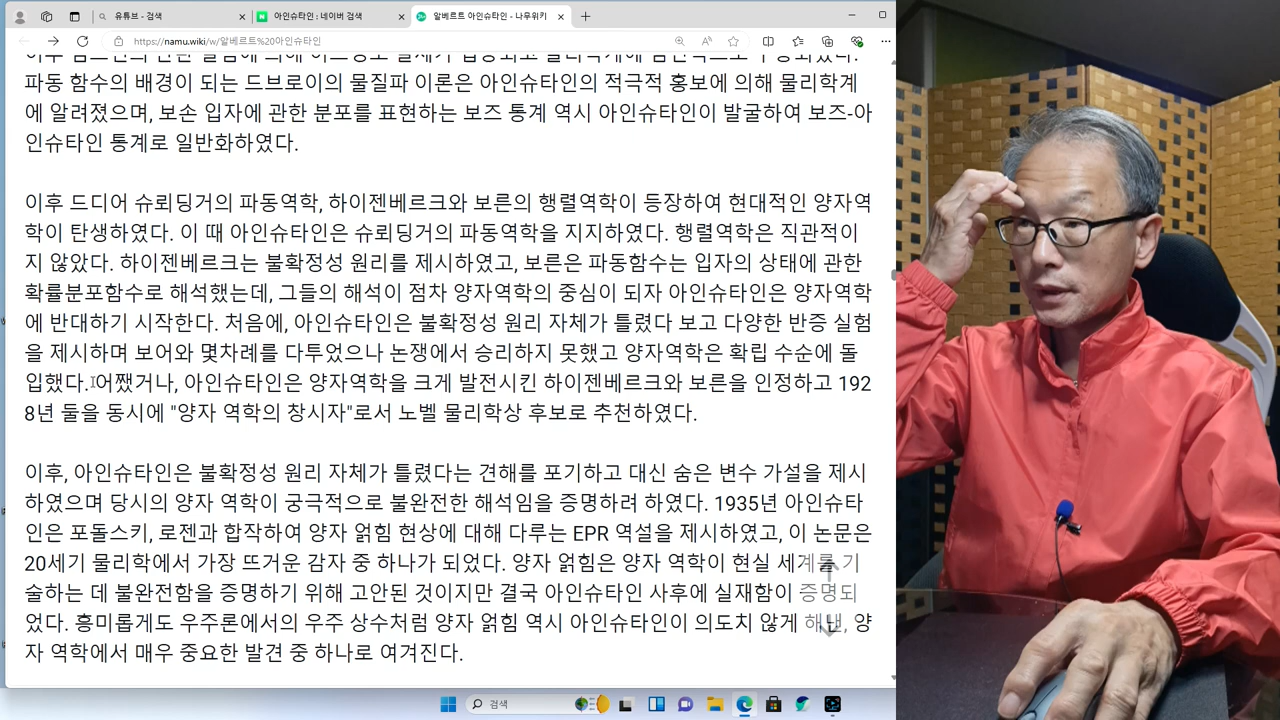 유튜브 - 검색
아인슈타인 : 네이버 검색
알베르트 아인슈타인 - 나무위키
https://namu.wiki/w/알베르트%20아인슈타인
파동 함수의 배경이 되는 드브로이의 물질파 이론은 아인슈타인의 적극적 홍보에 의해 물리학계
에 알려졌으며, 보손 입자에 관한 분포를 표현하는 보즈 통계 역시 아인슈타인이 발굴하여 보즈-아
인슈타인 통계로 일반화하였다.
이후 드디어 슈뢰딩거의 파동역학, 하이젠베르크와 보른의 행렬역학이 등장하여 현대적인 양자역
학이 탄생하였다. 이 때 아인슈타인은 슈뢰딩거의 파동역학을 지지하였다. 행렬역학은 직관적이
지 않았다. 하이젠베르크는 불확정성 원리를 제시하였고, 보른은 파동함수는 입자의 상태에 관한
확률분포함수로 해석했는데, 그들의 해석이 점차 양자역학의 중심이 되자 아인슈타인은 양자역학
에 반대하기 시작한다. 처음에, 아인슈타인은 불확정성 원리 자체가 틀렸다 보고 다양한 반증 실험
을 제시하며 보어와 몇차례를 다투었으나 논쟁에서 승리하지 못했고 양자역학은 확립 수순에 돌
입했다. 어쨌거나, 아인슈타인은 양자역학을 크게 발전시킨 하이젠베르크와 보른을 인정하고 192
8년 둘을 동시에 "양자 역학의 창시자"로서 노벨 물리학상 후보로 추천하였다.
이후, 아인슈타인은 불확정성 원리 자체가 틀렸다는 견해를 포기하고 대신 숨은 변수 가설을 제시
하였으며 당시의 양자 역학이 궁극적으로 불완전한 해석임을 증명하려 하였다. 1935년 아인슈타
인은 포돌스키, 로젠과 합작하여 양자 얽힘 현상에 대해 다루는 EPR 역설을 제시하였고, 이 논문은
20세기 물리학에서 가장 뜨거운 감자 중 하나가 되었다. 양자 얽힘은 양자 역학이 현실 세계를 기
술하는 데 불완전함을 증명하기 위해 고안된 것이지만 결국 아인슈타인 사후에 실재함이 증명되
었다. 흥미롭게도 우주론에서의 우주 상수처럼 양자 얽힘 역시 아인슈타인이 의도치 않게 해낸, 양
자 역학에서 매우 중요한 발견 중 하나로 여겨진다.
검색